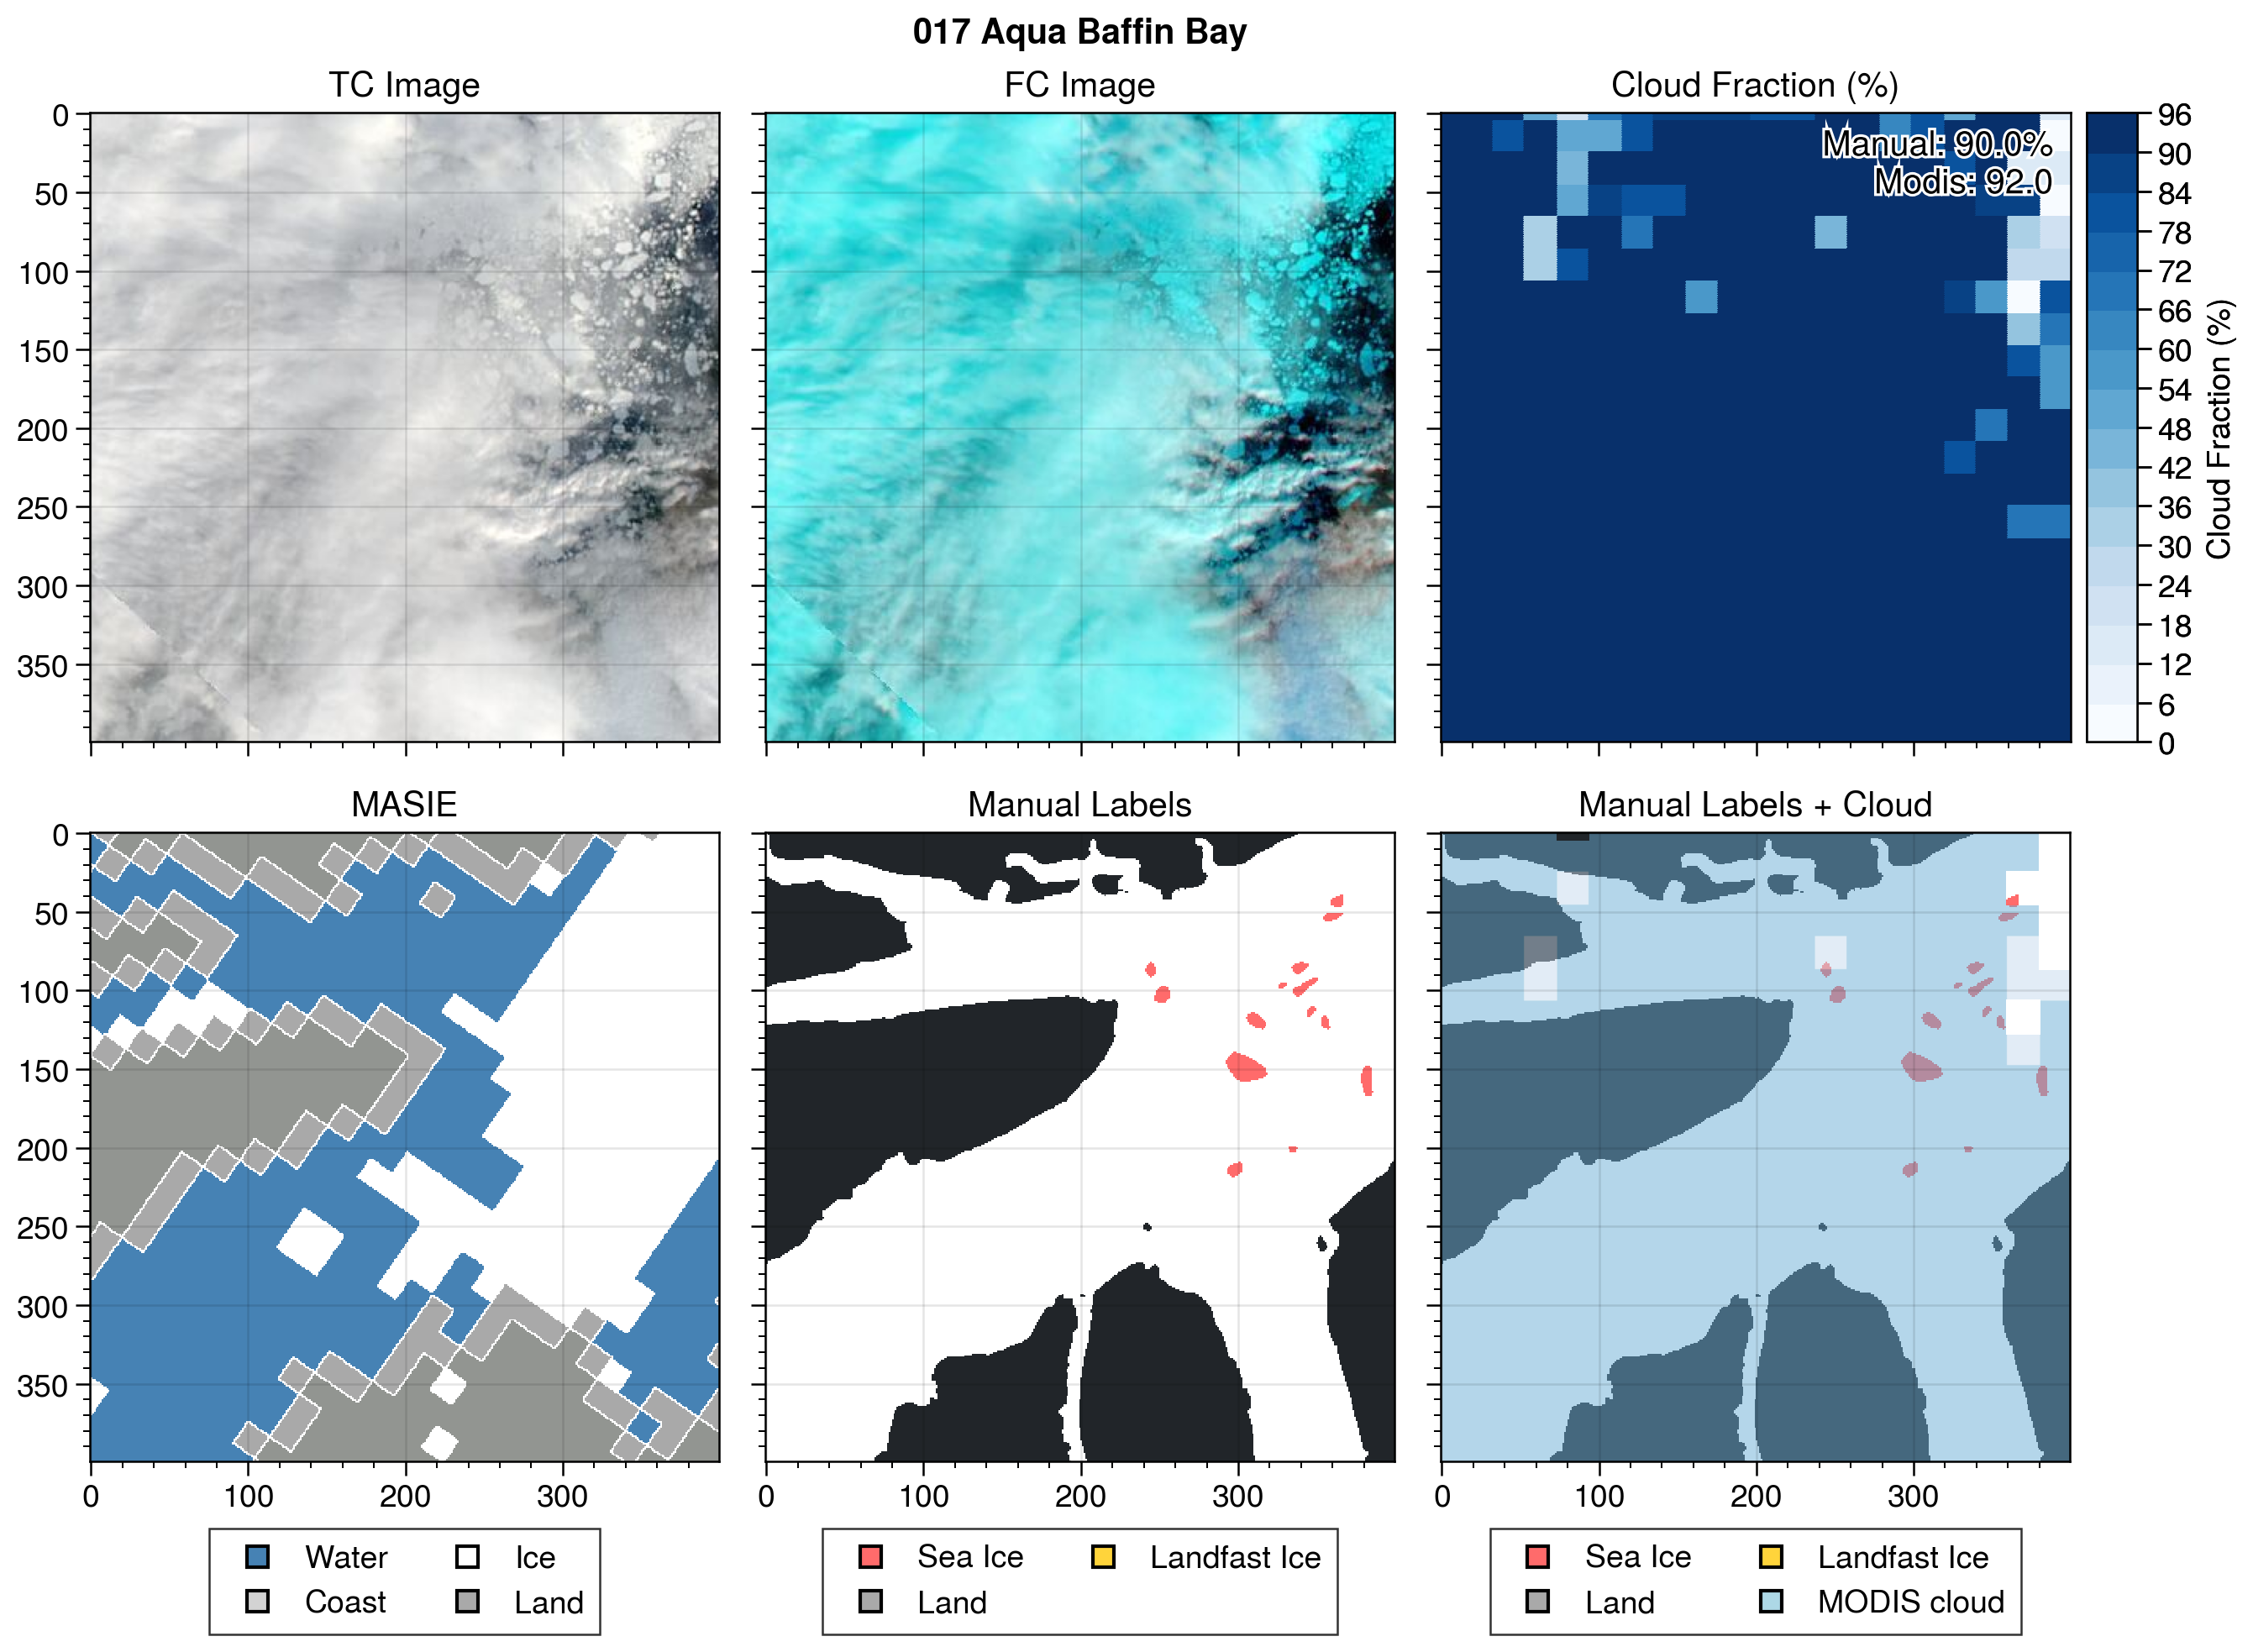 017 Aqua Baffin Bay
TC Image
FC Image
Cloud Fraction (%)
0
50
100
150
200
250
300
350
Manual: 90.0%
Modis: 92.0
96
90
84
78
72
66
60
54
48
42
36
30
24
18
12
6
0
Cloud Fraction (%)
MASIE
Manual Labels
Manual Labels + Cloud
0
50
100
150
200
250
300
350
0 100 200 300
0 100 200 300
0 100 200 300
Water Ice
Coast Land
Sea Ice Landfast Ice
Land
Sea Ice Landfast Ice
Land MODIS cloud